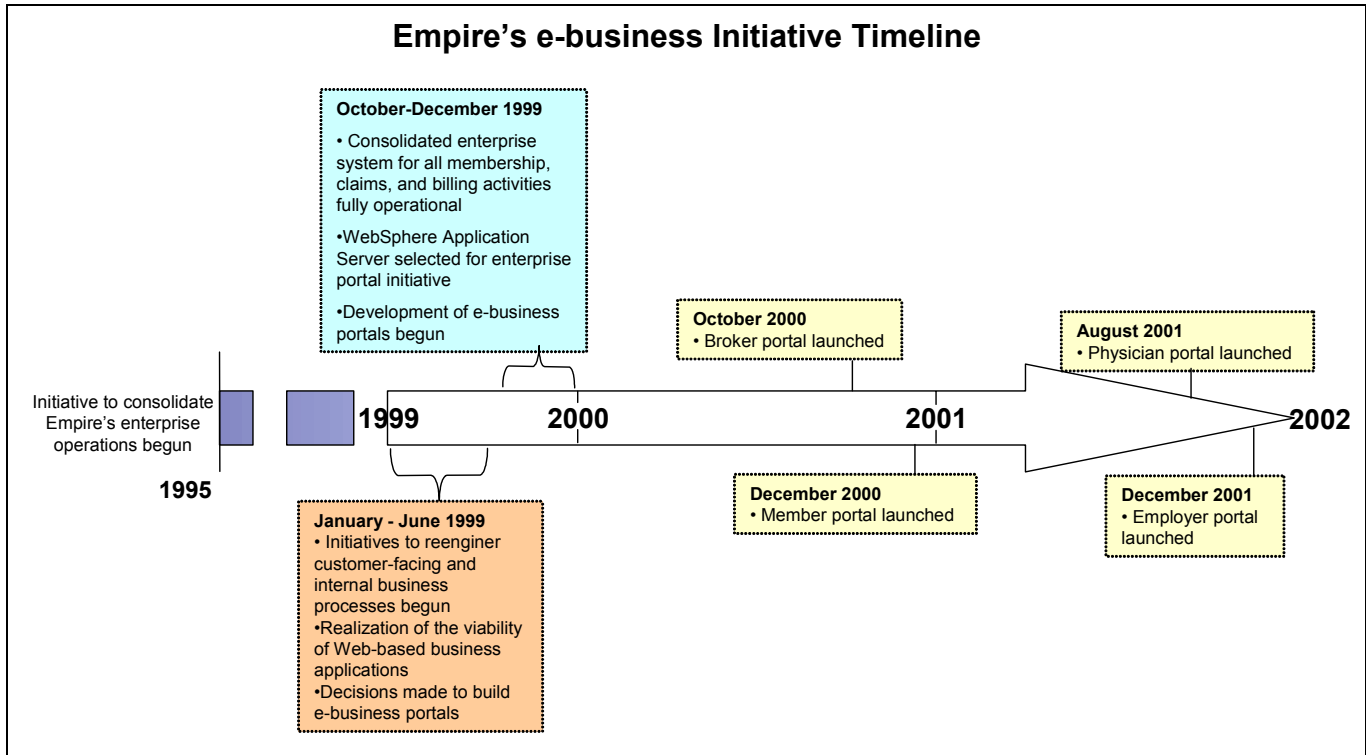 Empire’s e-business Initiative Timeline
October-December 1999
• Consolidated enterprise
system for all membership,
claims, and billing activities
fully operational
•WebSphere Application
Server selected for enterprise
portal initiative
•Development of e-business
portals begun
October 2000
• Broker portal launched
August 2001
• Physician portal launched
Initiative to consolidate
Empire’s enterprise
operations begun
1995
1999
2000
2001
2002
January - June 1999
• Initiatives to reenginer
customer-facing and
internal business
processes begun
•Realization of the viability
of Web-based business
applications
•Decisions made to build
e-business portals
December 2000
• Member portal launched
December 2001
• Employer portal
launched